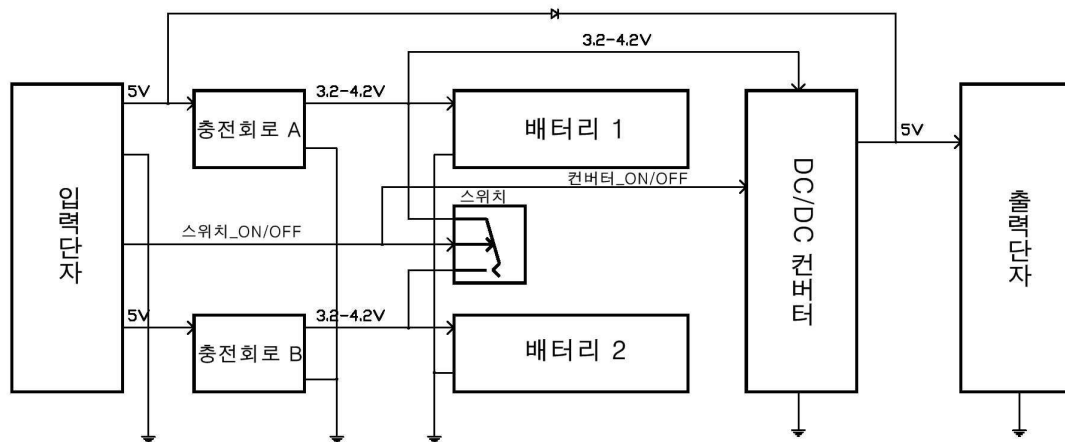 3.2-4.2V
5V
3.2-4.2V
충전회로 A
배터리 1
5V
입력단자
컨버터_ON/OFF
스위치
스위치_ON/OFF
DC/DC 컨버터
출력단자
5V
3.2-4.2V
충전회로 B
배터리 2